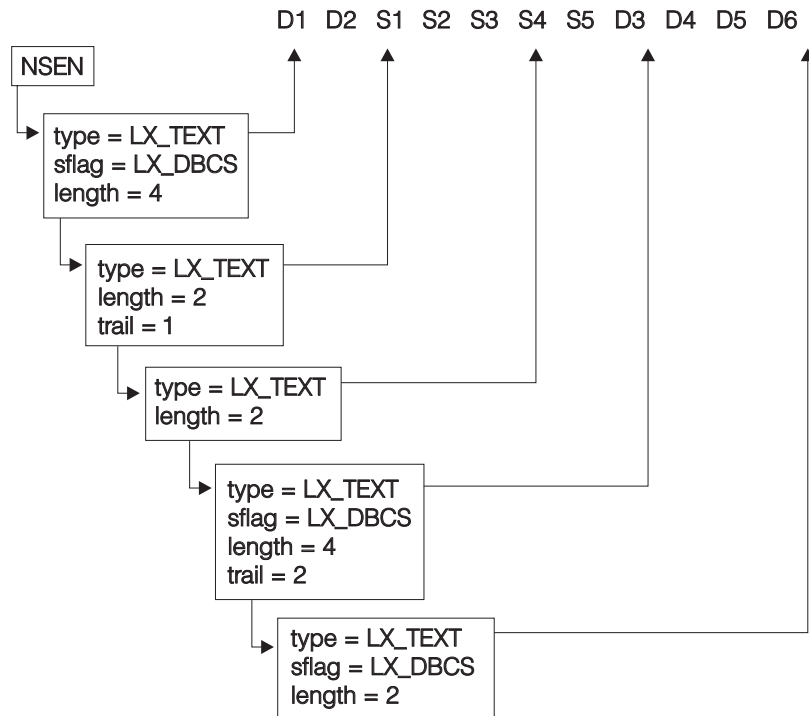 D1 D2 S1 S2 S3 S4 S5 D3 D4 D5 D6
NSEN
type = LX_TEXT
sflag = LX_DBCS
length = 4
type = LX_TEXT
length = 2
trail = 1
type = LX_TEXT
length = 2
type = LX_TEXT
sflag = LX_DBCS
length = 4
trail = 2
type = LX_TEXT
sflag = LX_DBCS
length = 2